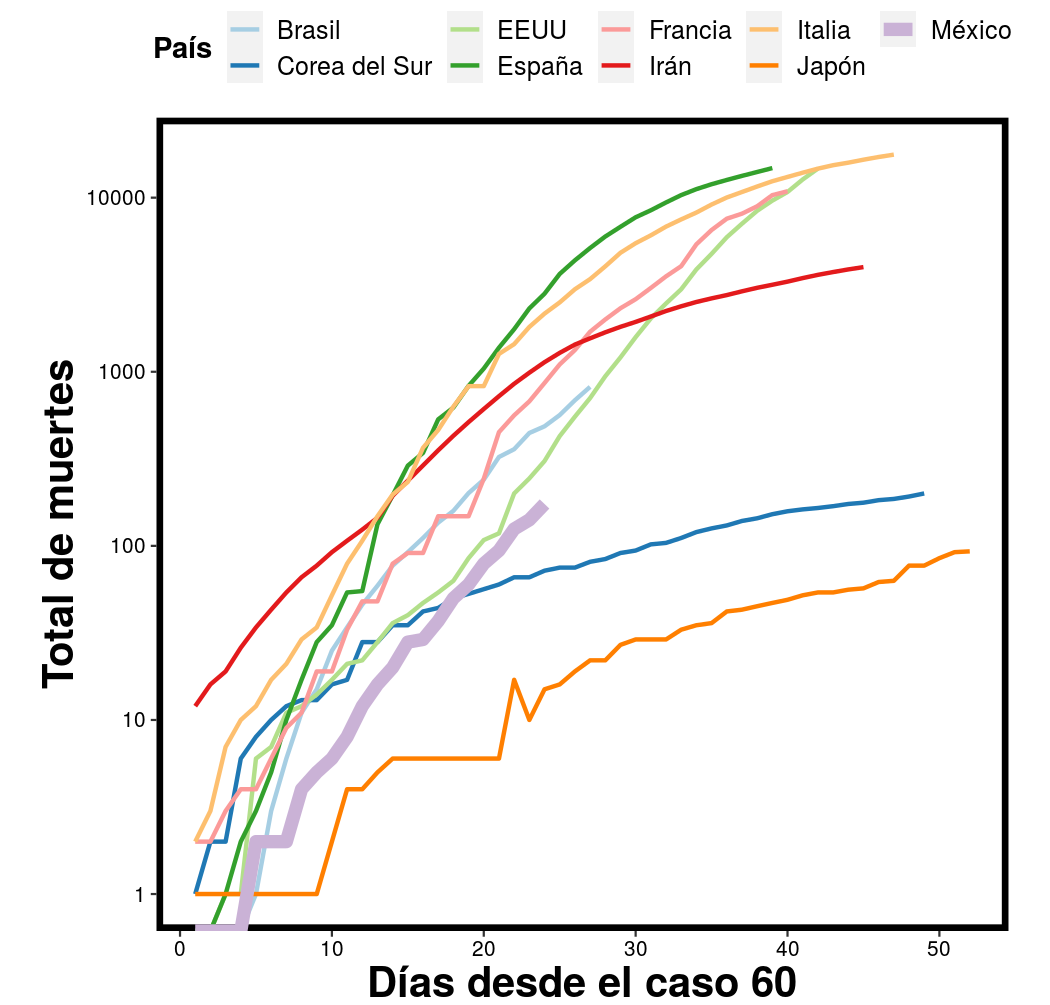 País
Brasil
EEUU
Francia
Italia
México
Corea del Sur
España
Irán
Japón
Total de muertes
10000
1000
100
10
1
0
10
20
30
40
50
Días desde el caso 60